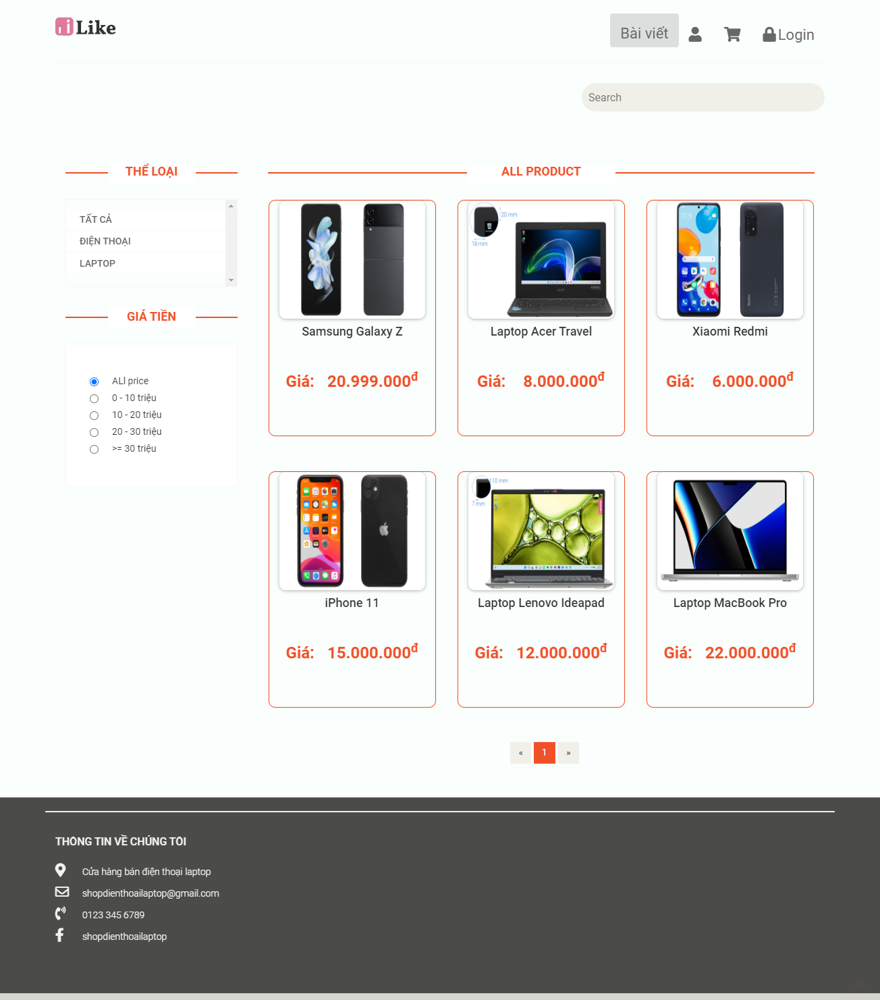 Like
Bài viết
Login
Search
THỂ LOẠI
TẤT CẢ
ĐIỆN THOẠI
LAPTOP
GIÁ TIỀN
ALl price
0 - 10 triệu
10 - 20 triệu
20 - 30 triệu
>= 30 triệu
ALL PRODUCT
Samsung Galaxy Z
Giá: 20.999.000đ
20 mm
18 mm
acer
Laptop Acer Travel
Giá: 8.000.000đ
Xiaomi Redmi
Giá: 6.000.000đ
iPhone 11
Giá: 15.000.000đ
10 mm
7 mm
Laptop Lenovo Ideapad
Giá: 12.000.000đ
Laptop MacBook Pro
Giá: 22.000.000đ
« 1 »
THÔNG TIN VỀ CHÚNG TÔI
Cửa hàng bán điện thoại laptop
shopdienthoailaptop@gmail.com
0123 345 6789
shopdienthoailaptop